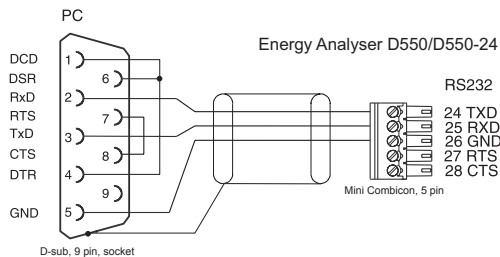 PC
Energy Analyser D550/D550-24
DCD
DSR
RxD
RTS
TxD
CTS
DTR
GND
1
6
2
7
3
8
4
9
5
RS232
24 TXD
25 RXD
26 GND
27 RTS
28 CTS
Mini Combicon, 5 pin
D-sub, 9 pin, socket